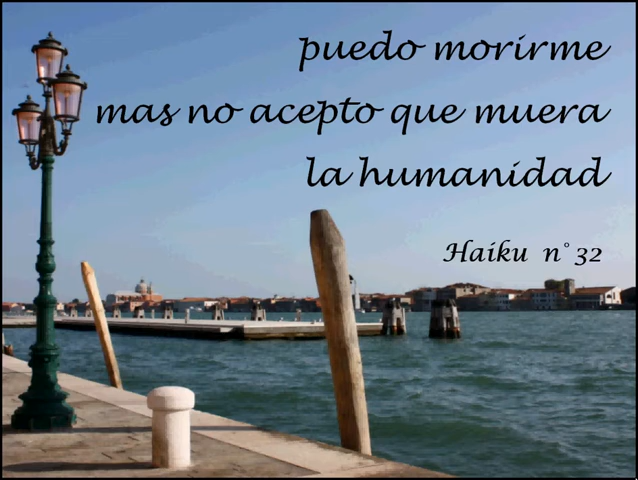 puedo morirme
mas no acepto que muera
la humanidad
Haiku n° 32